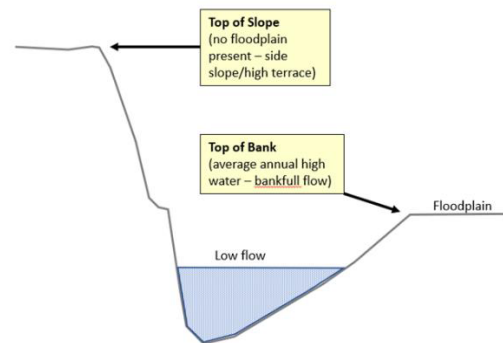 Top of Slope
(no floodplain
present – side
slope/high terrace)
Top of Bank
(average annual high
water – bankfull flow)
Floodplain
Low flow